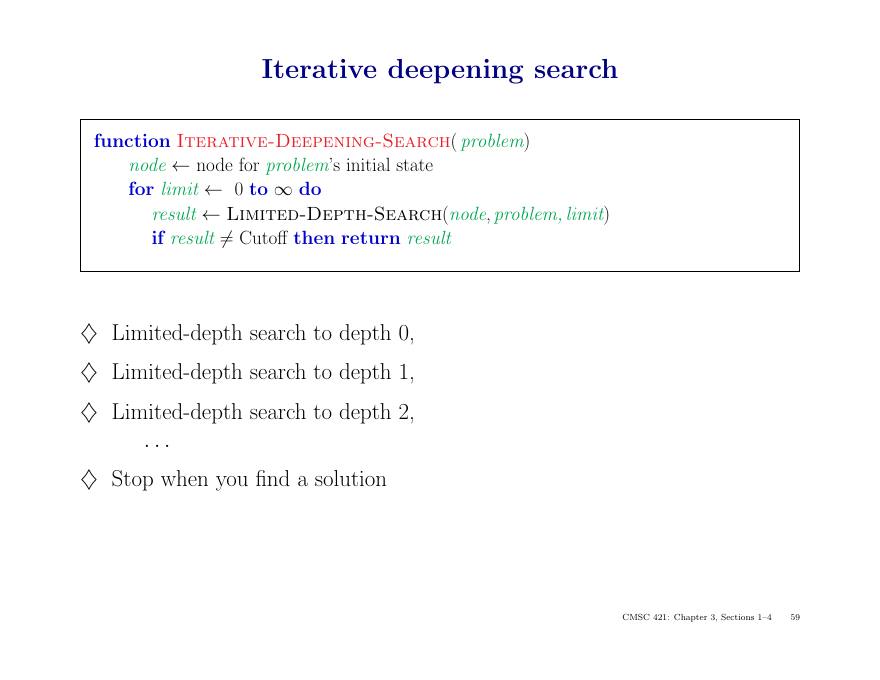 Iterative deepening search
function Iterative-Deepening-Search( problem)
node ← node for problem's initial state
for limit ← 0 to ∞ do
result ← Limited-Depth-Search(node, problem, limit)
if result ≠ Cutoff then return result
♢ Limited-depth search to depth 0,
♢ Limited-depth search to depth 1,
♢ Limited-depth search to depth 2,
. . .
♢ Stop when you find a solution
CMSC 421: Chapter 3, Sections 1–4 59